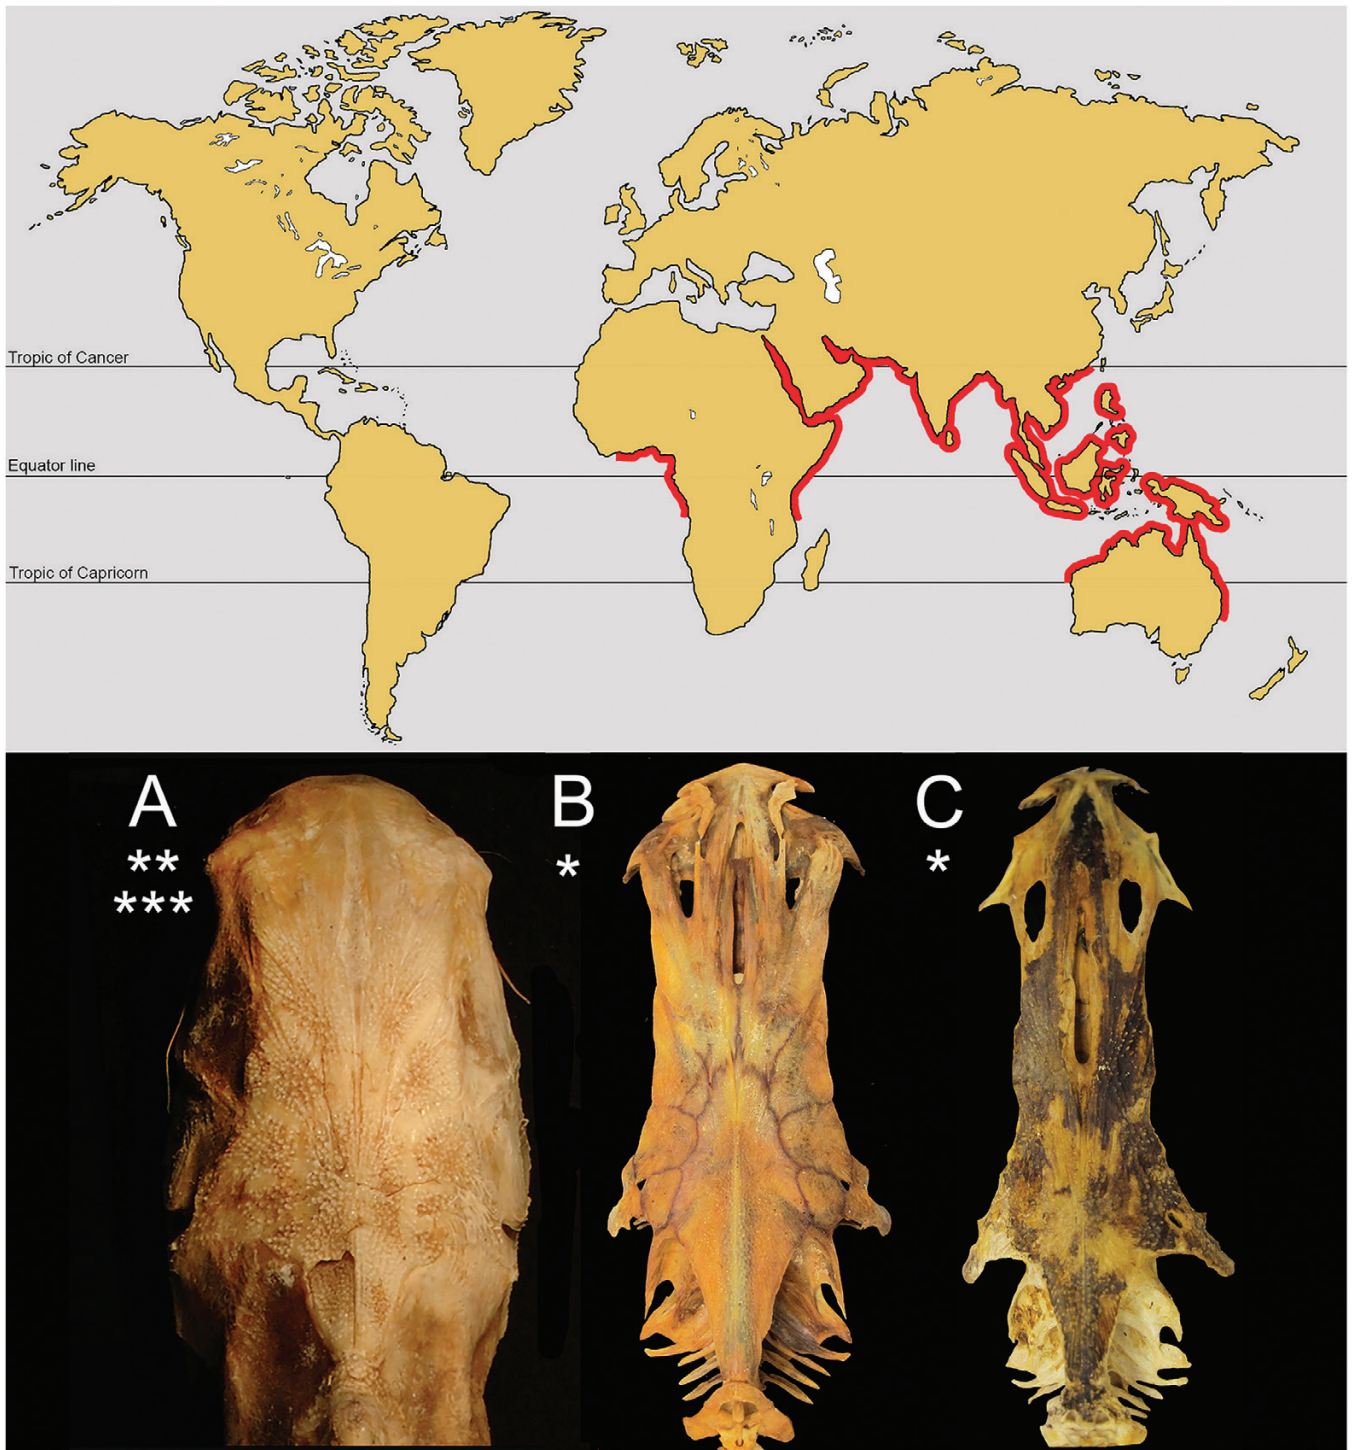 Tropic of Cancer
Equator line
Tropic of Capricorn
A B C
** * *
***